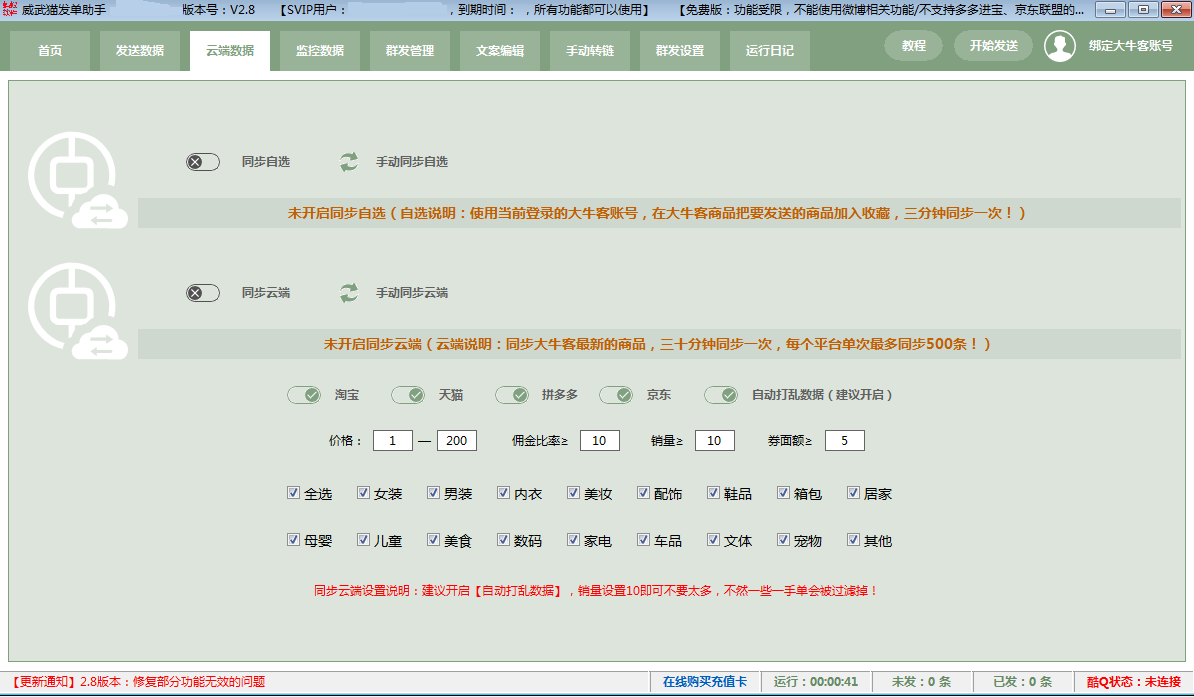 威武猫发单助手 版本号：V2.8 【SVIP用户： ，到期时间： ，所有功能都可以使用】 【免费版：功能受限，不能使用微博相关功能/不支持多多进宝、京东联盟的...
首页 发送数据 云端数据 监控数据 群发管理 文案编辑 手动转链 群发设置 运行日记 教程 开始发送 绑定大牛客账号
同步自选 手动同步自选
未开启同步自选（自选说明：使用当前登录的大牛客账号，在大牛客商品把要发送的商品加入收藏，三分钟同步一次！）
同步云端 手动同步云端
未开启同步云端（云端说明：同步大牛客最新的商品，三十分钟同步一次，每个平台单次最多同步500条！）
淘宝 天猫 拼多多 京东 自动打乱数据（建议开启）
价格： 1 — 200 佣金比率≥ 10 销量≥ 10 券面额≥ 5
全选 女装 男装 内衣 美妆 配饰 鞋品 箱包 居家
母婴 儿童 美食 数码 家电 车品 文体 宠物 其他
同步云端设置说明：建议开启【自动打乱数据】，销量设置10即可不要太多，不然一些一手单会被过滤掉！
【更新通知】2.8版本：修复部分功能无效的问题 在线购买充值卡 运行：00:00:41 未发：0 条 已发：0 条 酷Q状态：未连接